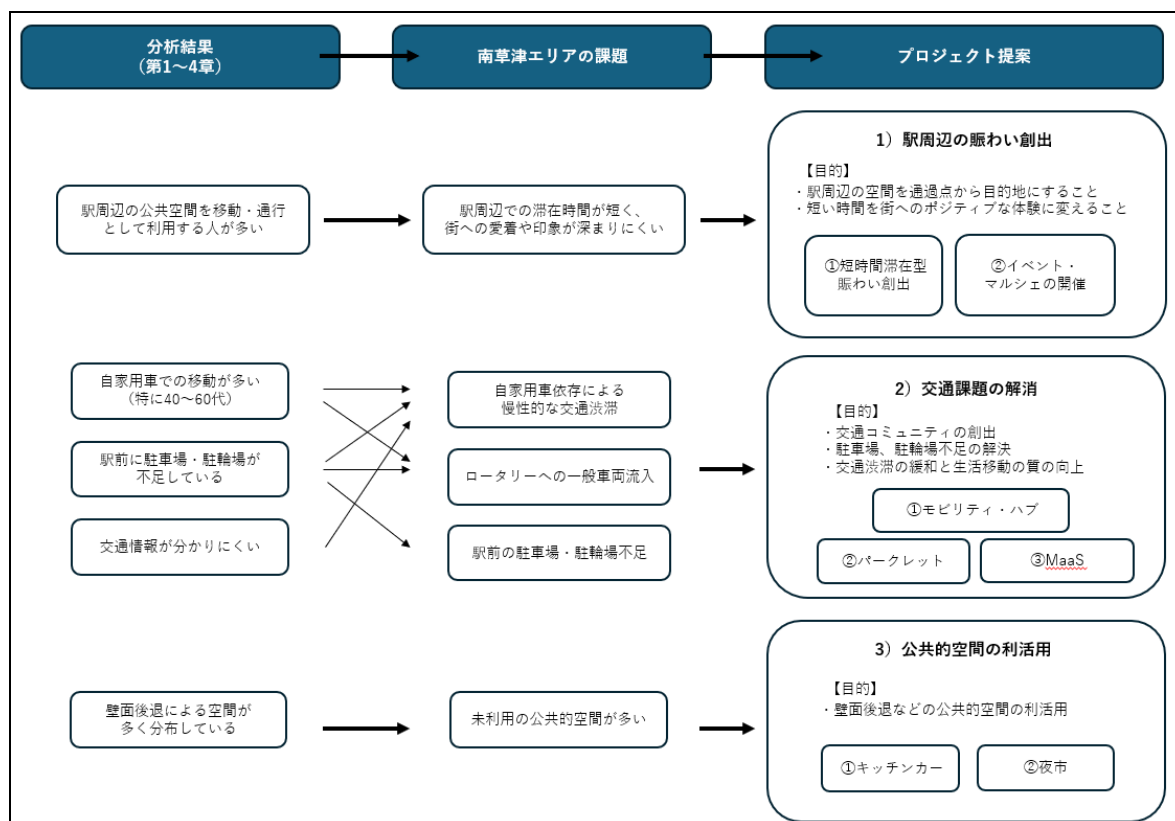 分析結果
（第1～4章）
南草津エリアの課題
プロジェクト提案
駅周辺の公共空間を移動・通行
として利用する人が多い
駅周辺での滞在時間が短く、
街への愛着や印象が深まりにくい
1）駅周辺の賑わい創出
【目的】
・駅周辺の空間を通過点から目的地にすること
・短い時間を街へのポジティブな体験に変えること
①短時間滞在型
賑わい創出
②イベント・
マルシェの開催
自家用車での移動が多い
（特に40～60代）
駅前に駐車場・駐輪場が
不足している
交通情報が分かりにくい
自家用車依存による
慢性的な交通渋滞
ロータリーへの一般車両流入
駅前の駐車場・駐輪場不足
2）交通課題の解消
【目的】
・交通コミュニティの創出
・駐車場、駐輪場不足の解決
・交通渋滞の緩和と生活移動の質の向上
①モビリティ・ハブ
②パークレット
③MaaS
壁面後退による空間が
多く分布している
未利用の公共的空間が多い
3）公共的空間の利活用
【目的】
・壁面後退などの公共的空間の利活用
①キッチンカー
②夜市